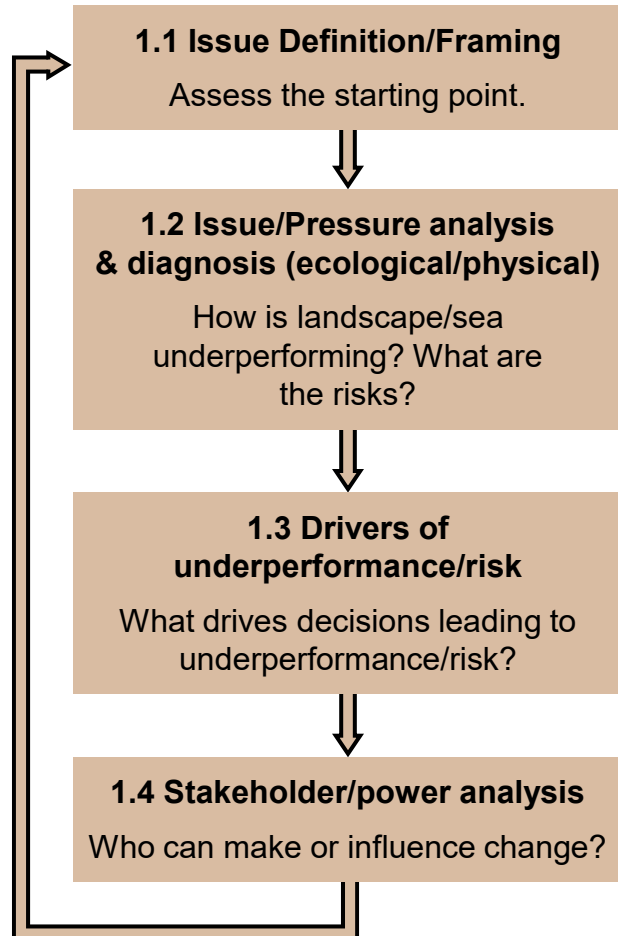 1.1 Issue Definition/Framing
Assess the starting point.
1.2 Issue/Pressure analysis
& diagnosis (ecological/physical)
How is landscape/sea
underperforming? What are
the risks?
1.3 Drivers of
underperformance/risk
What drives decisions leading to
underperformance/risk?
1.4 Stakeholder/power analysis
Who can make or influence change?